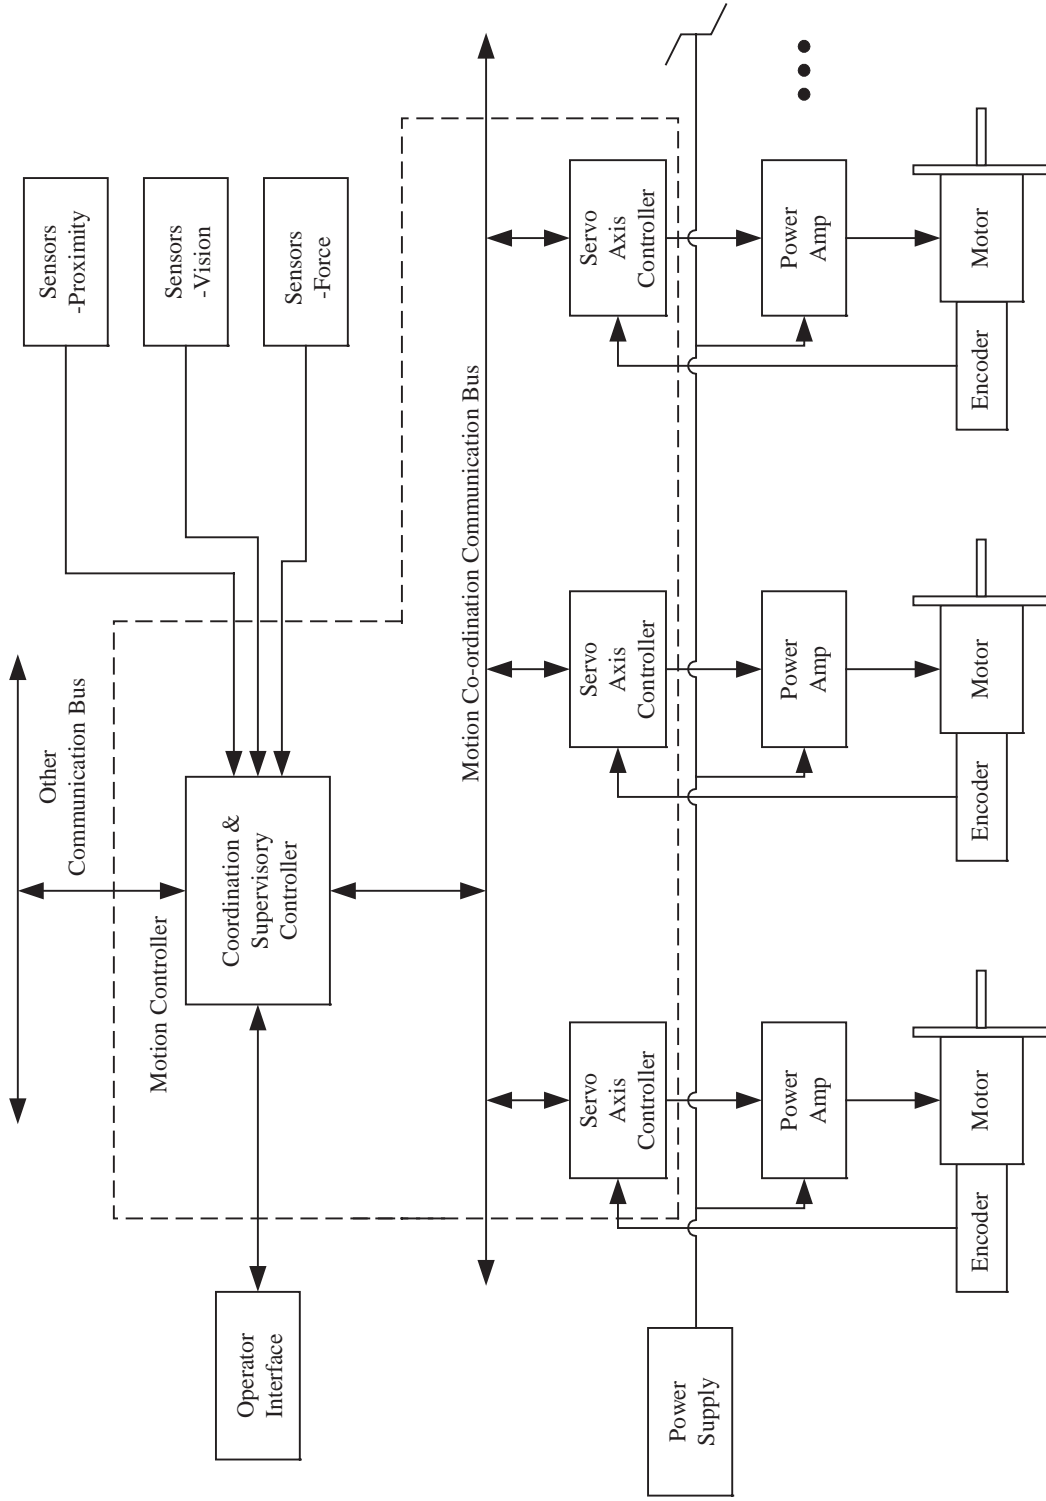 Other
Communication Bus
Sensors
-Proximity
Sensors
-Vision
Sensors
-Force
Motion Controller
Coordination &
Supervisory
Controller
Operator
Interface
Motion Co-ordination Communication Bus
Servo
Axis
Controller
Servo
Axis
Controller
Servo
Axis
Controller
Power
Supply
Power
Amp
Power
Amp
Power
Amp
Encoder
Motor
Encoder
Motor
Encoder
Motor